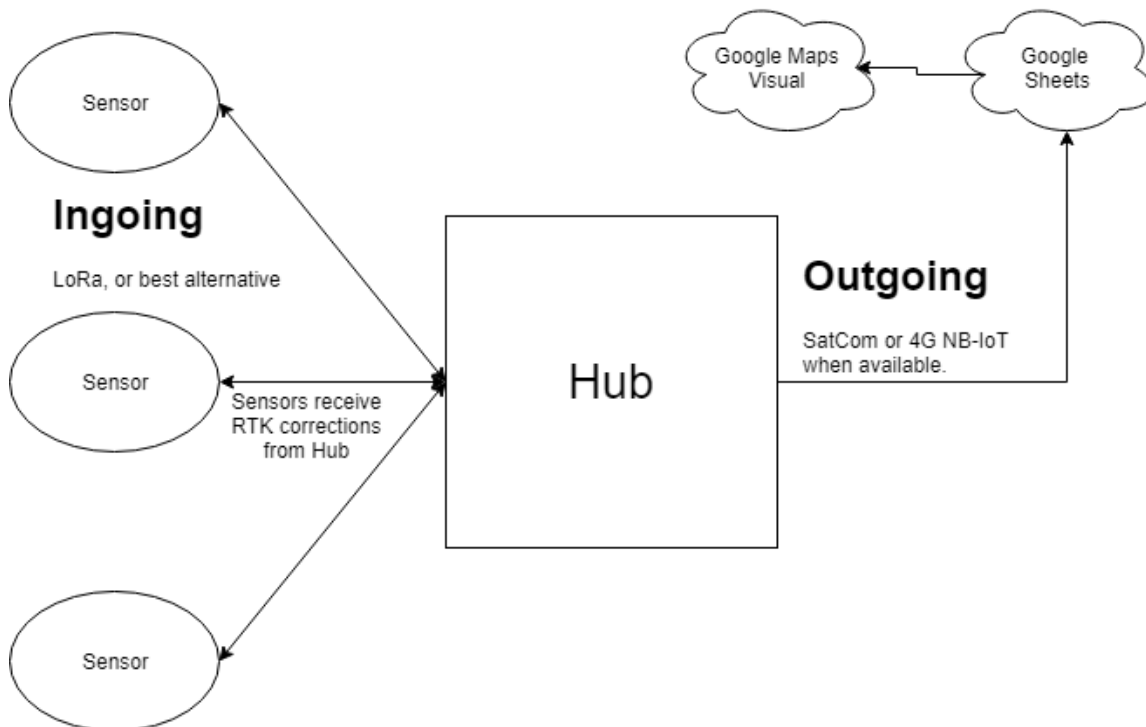 Sensor
Ingoing
LoRa, or best alternative
Sensor
Sensors receive
RTK corrections
from Hub
Sensor
Hub
Google Maps
Visual
Google
Sheets
Outgoing
SatCom or 4G NB-IoT
when available.